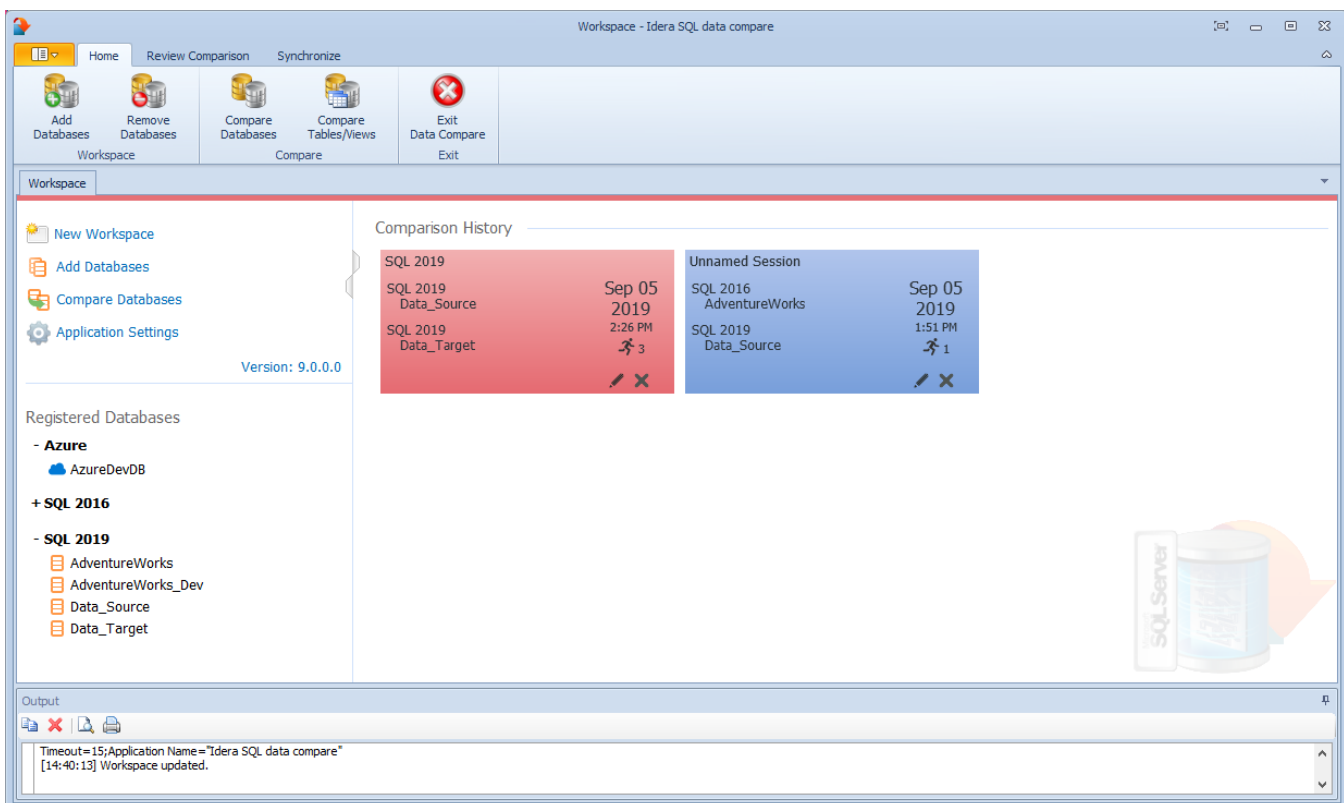 Workspace - Idera SQL data compare
Home Review Comparison Synchronize
Add Databases
Remove Databases
Compare Databases
Compare Tables/Views
Exit Data Compare
Workspace
Compare
Exit
Workspace
New Workspace
Add Databases
Compare Databases
Application Settings
Version: 9.0.0.0
Registered Databases
- Azure
AzureDevDB
+ SQL 2016
- SQL 2019
AdventureWorks
AdventureWorks_Dev
Data_Source
Data_Target
Comparison History
SQL 2019
SQL 2019
Data_Source
SQL 2019
Data_Target
Sep 05
2019
2:26 PM
3
Unnamed Session
SQL 2016
AdventureWorks
SQL 2019
Data_Source
Sep 05
2019
1:51 PM
1
SQL Server
Output
Timeout=15;Application Name="Idera SQL data compare"
[14:40:13] Workspace updated.